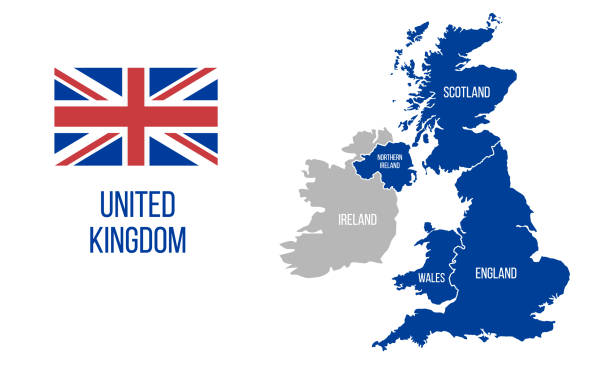 UNITED
KINGDOM
SCOTLAND
NORTHERN
IRELAND
IRELAND
WALES
ENGLAND